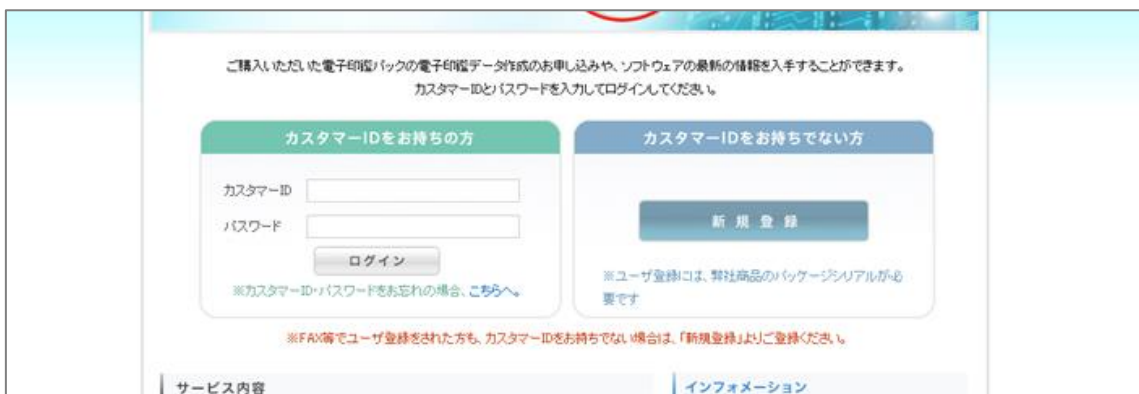 ご購入いただいた電子印鑑パックの電子印鑑データ作成のお申し込みや、ソフトウェアの最新の情報を入手することができます。
カスタマーIDとパスワードを入力してログインしてください。
カスタマーIDをお持ちの方
カスタマーID
パスワード
ログイン
※カスタマーID・パスワードをお忘れの場合、こちらへ。
カスタマーIDをお持ちでない方
新規登録
※ユーザ登録には、弊社商品のパッケージシリアルが必
要です
※FAX等でユーザ登録をされた方も、カスタマーIDをお持ちでない場合は、「新規登録」よりご登録ください。
サービス内容
インフォメーション